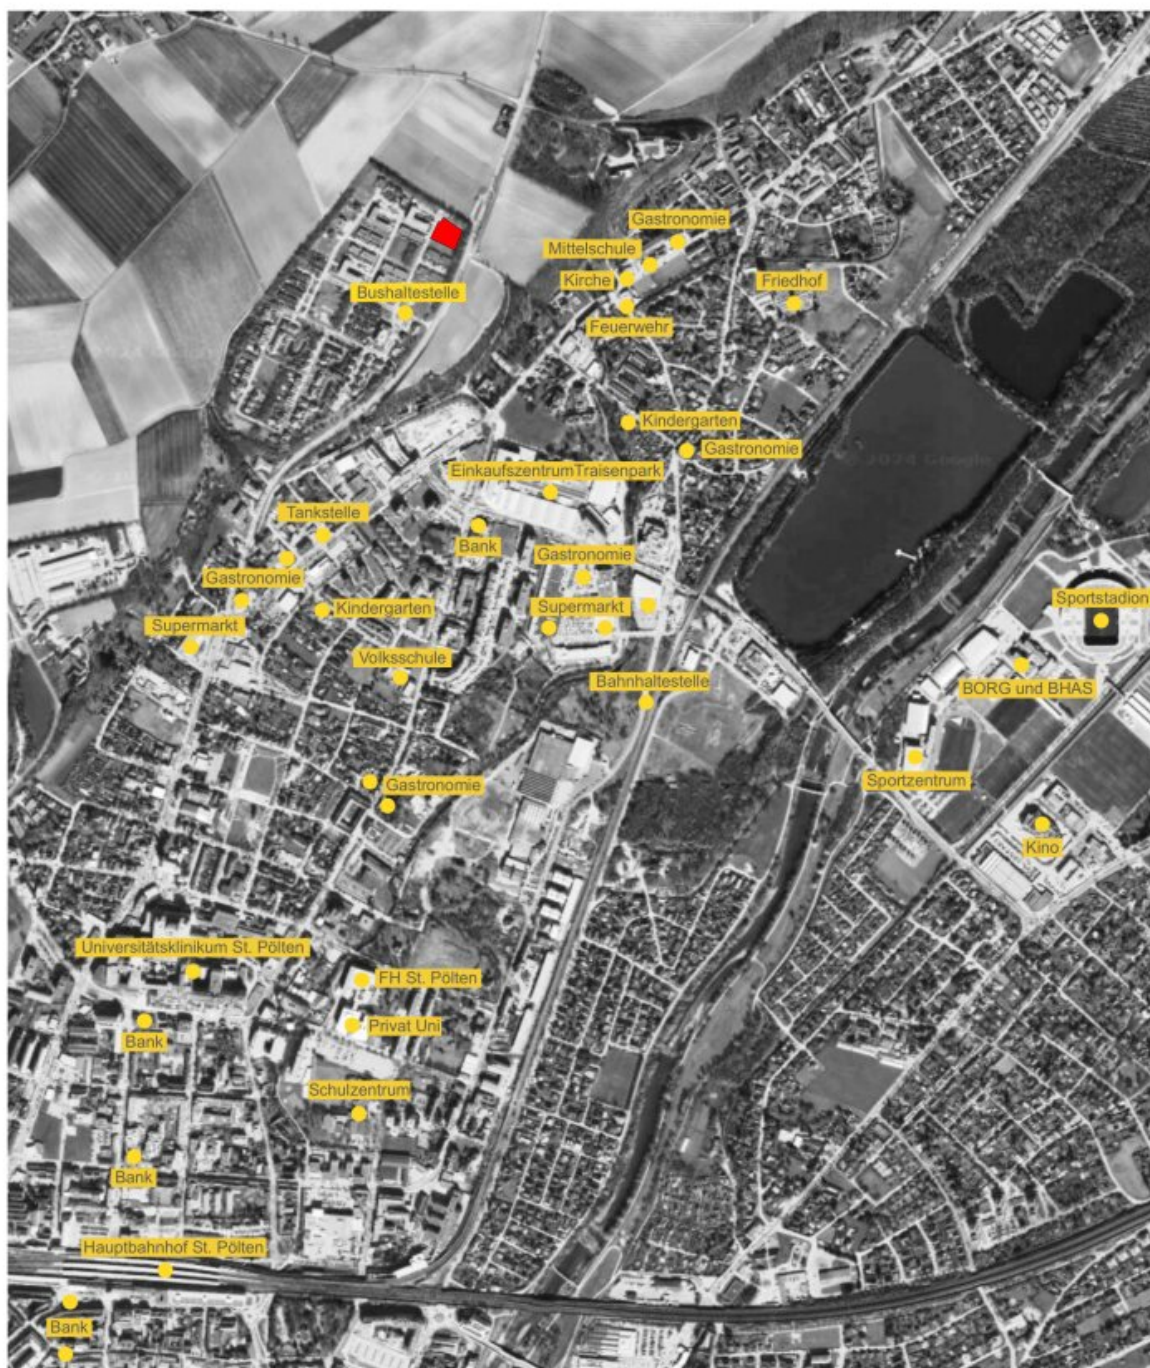 Gastronomie
Mittelschule
Kirche
Friedhof
Bushaltestelle
Feuerwehr
Kindergarten
Gastronomie
EinkaufszentrumTraisenpark
Tankstelle
Bank
Gastronomie
Gastronomie
Sportstadion
Kindergarten
Supermarkt
Supermarkt
Volksschule
Bahnhaltestelle
BORG und BHAS
Sportzentrum
Gastronomie
Kino
Universitätsklinikum St. Pölten
FH St. Pölten
Privat Uni
Bank
Schulzentrum
Bank
Hauptbahnhof St. Pölten
Bank